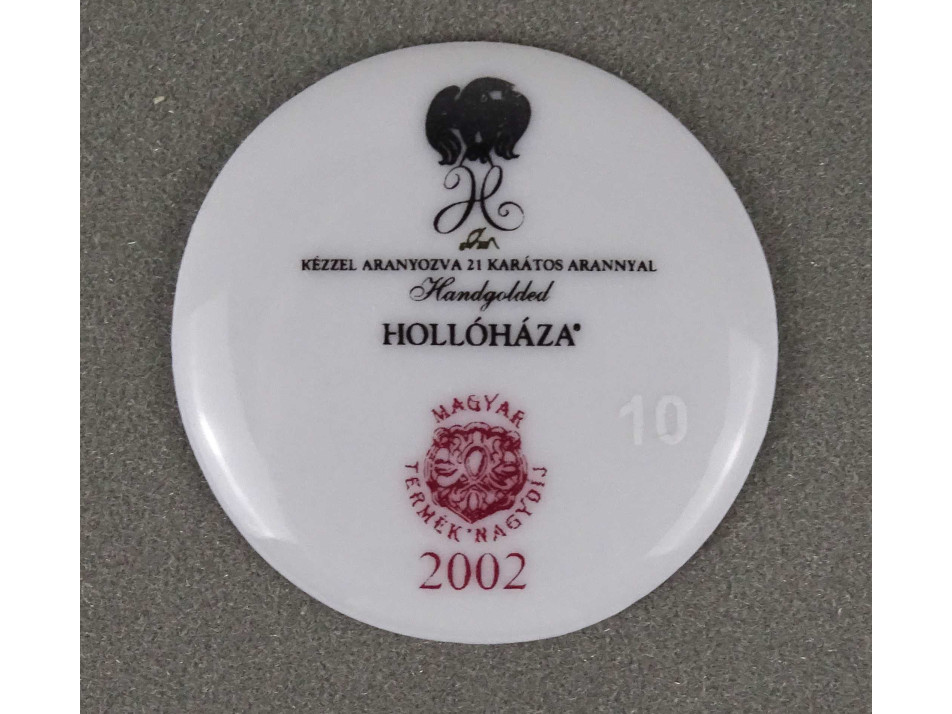 H
KÉZZEL ARANYOZVA 21 KARÁTOS ARANNYAL
Handgolded
HOLLÓHÁZA®
10
MAGYAR
TERMÉK · NAGYDÍJ
2002